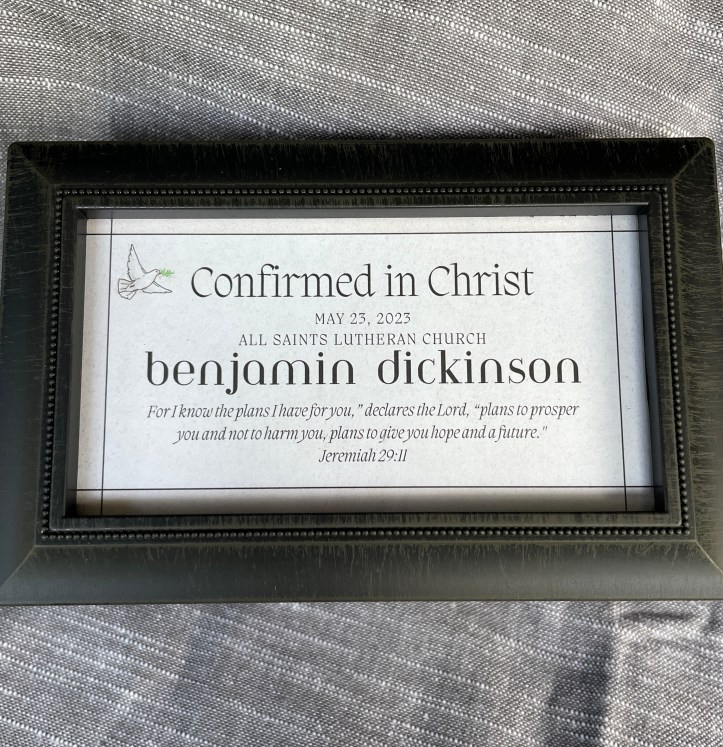 Confirmed in Christ
MAY 23, 2023
ALL SAINTS LUTHERAN CHURCH
benjamin dickinson
For I know the plans I have for you,” declares the Lord, “plans to prosper
you and not to harm you, plans to give you hope and a future."
Jeremiah 29:11